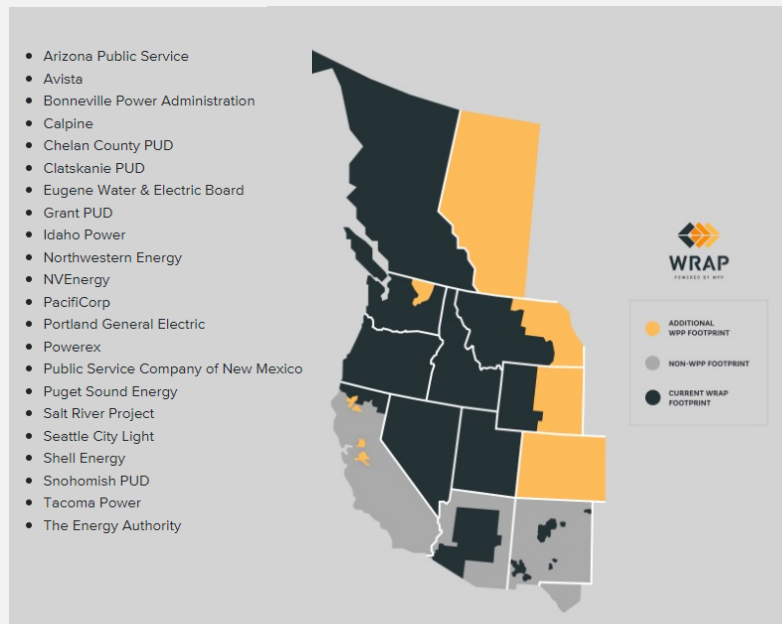 Arizona Public Service
Avista
Bonneville Power Administration
Calpine
Chelan County PUD
Clatskanie PUD
Eugene Water & Electric Board
Grant PUD
Idaho Power
Northwestern Energy
NVEnergy
PacifiCorp
Portland General Electric
Powerex
Public Service Company of New Mexico
Puget Sound Energy
Salt River Project
Seattle City Light
Shell Energy
Snohomish PUD
Tacoma Power
The Energy Authority
WRAP
POWERED BY WPP
ADDITIONAL
WPP FOOTPRINT
NON-WPP FOOTPRINT
CURRENT WRAP
FOOTPRINT